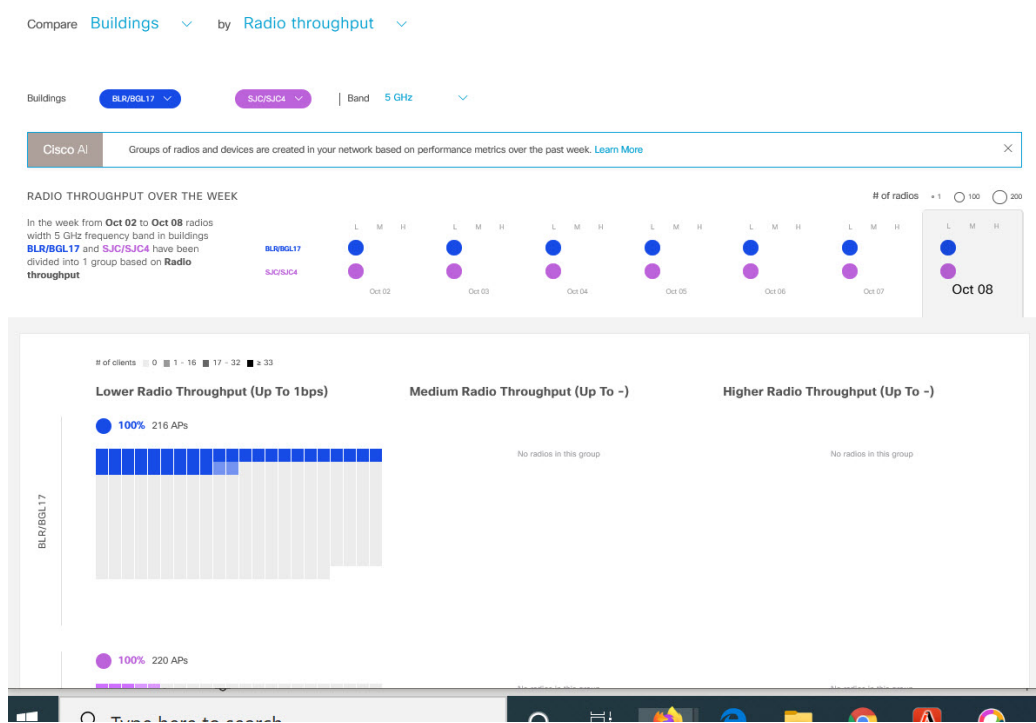 Compare Buildings by Radio throughput
Buildings BLR/BGL17 SJC/SJC4 | Band 5 GHz
Cisco AI Groups of radios and devices are created in your network based on performance metrics over the past week. Learn More
RADIO THROUGHPUT OVER THE WEEK
# of radios 1 100 200
In the week from Oct 02 to Oct 08 radios
width 5 GHz frequency band in buildings
BLR/BGL17 and SJC/SJC4 have been
divided into 1 group based on Radio
throughput
L M H L M H L M H L M H L M H L M H L M H
BLR/BGL17
SJC/SJC4
Oct 02 Oct 03 Oct 04 Oct 05 Oct 06 Oct 07 Oct 08
# of clients 0 1 - 16 17 - 32 ≥ 33
Lower Radio Throughput (Up To 1bps) Medium Radio Throughput (Up To -) Higher Radio Throughput (Up To -)
100% 216 APs
No radios in this group No radios in this group
BLR/BGL17
100% 220 APs
Type here to search